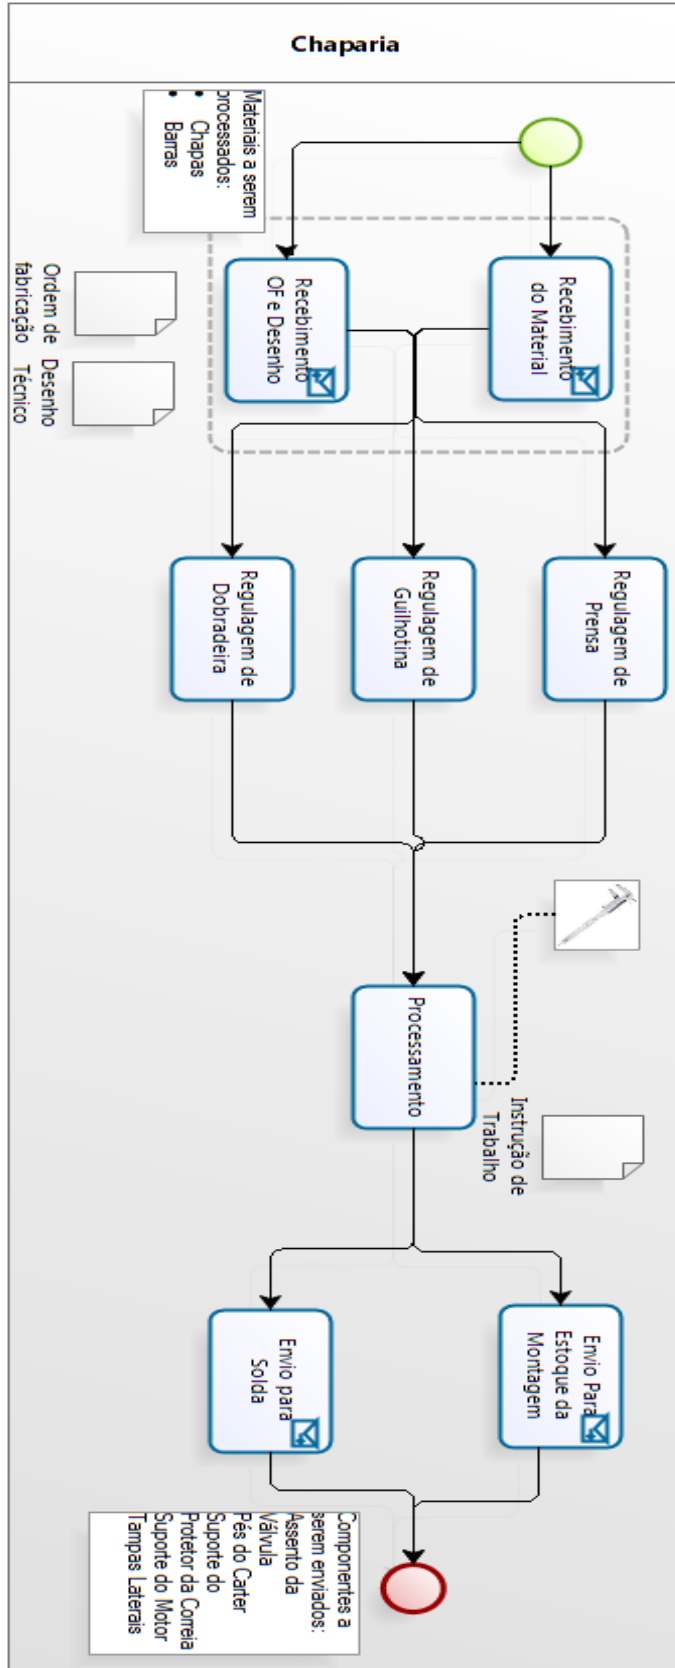 Chaparia
Materiais a serem
processados:
• Chapas
• Barras
Recebimento
do Material
Recebimento
OF e Desenho
Ordem de
fabricação
Desenho
Técnico
Regulagem de
Prensa
Regulagem de
Guilhotina
Regulagem de
Dobradeira
Processamento
Instrução de
Trabalho
Envio Para
Estoque da
Montagem
Envio para
Solda
Componentes a
serem enviados:
Assento da
Válvula
Pés do Carter
Suporte do
Protetor da Correia
Suporte do Motor
Tampas Laterais